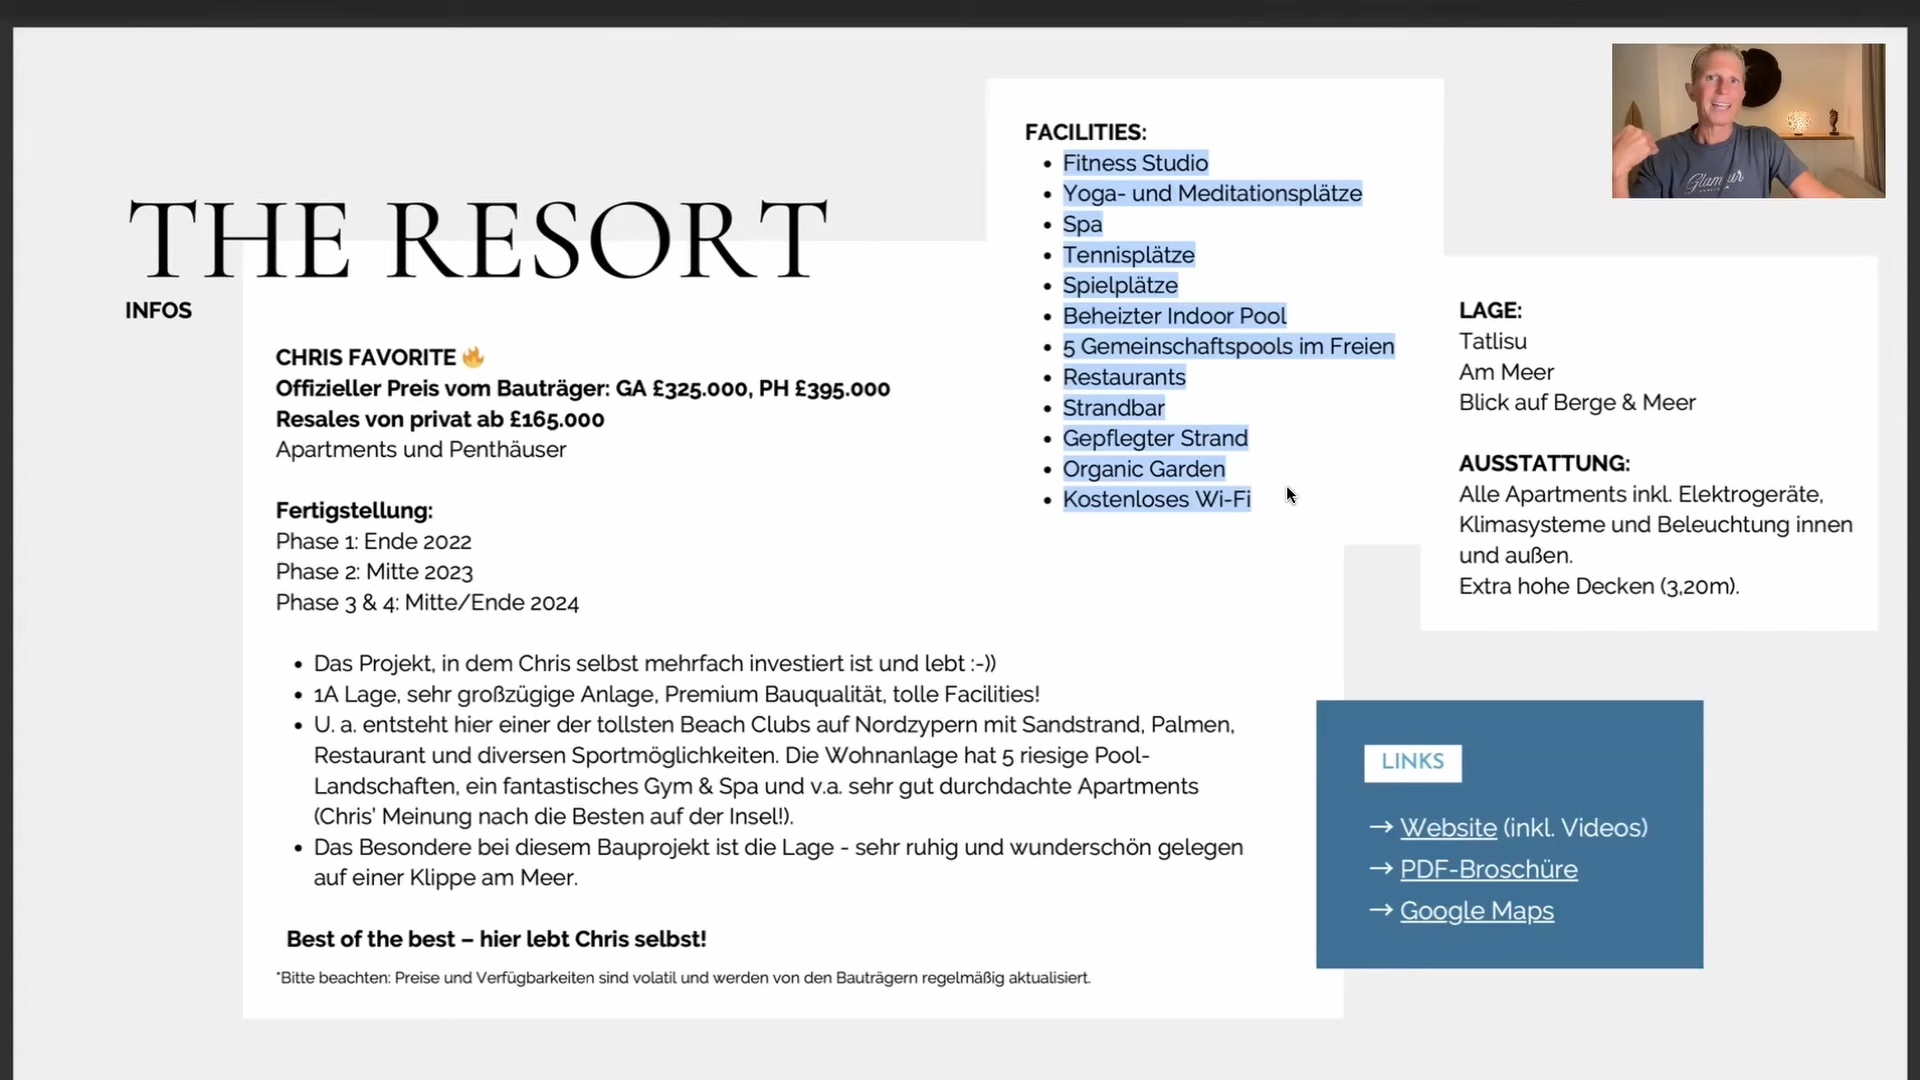 THE RESORT
INFOS
CHRIS FAVORITE 🔥
Offizieller Preis vom Bauträger: GA £325.000, PH £395.000
Resales von privat ab £165.000
Apartments und Penthäuser
Fertigstellung:
Phase 1: Ende 2022
Phase 2: Mitte 2023
Phase 3 & 4: Mitte/Ende 2024
• Das Projekt, in dem Chris selbst mehrfach investiert ist und lebt :-))
• 1A Lage, sehr großzügige Anlage, Premium Bauqualität, tolle Facilities!
• U. a. entsteht hier einer der tollsten Beach Clubs auf Nordzypern mit Sandstrand, Palmen,
Restaurant und diversen Sportmöglichkeiten. Die Wohnanlage hat 5 riesige Pool-
Landschaften, ein fantastisches Gym & Spa und v.a. sehr gut durchdachte Apartments
(Chris' Meinung nach die Besten auf der Insel!).
• Das Besondere bei diesem Bauprojekt ist die Lage - sehr ruhig und wunderschön gelegen
auf einer Klippe am Meer.
Best of the best – hier lebt Chris selbst!
*Bitte beachten: Preise und Verfügbarkeiten sind volatil und werden von den Bauträgern regelmäßig aktualisiert.
FACILITIES:
• Fitness Studio
• Yoga- und Meditationsplätze
• Spa
• Tennisplätze
• Spielplätze
• Beheizter Indoor Pool
• 5 Gemeinschaftspools im Freien
• Restaurants
• Strandbar
• Gepflegter Strand
• Organic Garden
• Kostenloses Wi-Fi
LAGE:
Tatlisu
Am Meer
Blick auf Berge & Meer
AUSSTATTUNG:
Alle Apartments inkl. Elektrogeräte,
Klimasysteme und Beleuchtung innen
und außen.
Extra hohe Decken (3,20m).
LINKS
→ Website (inkl. Videos)
→ PDF-Broschüre
→ Google Maps